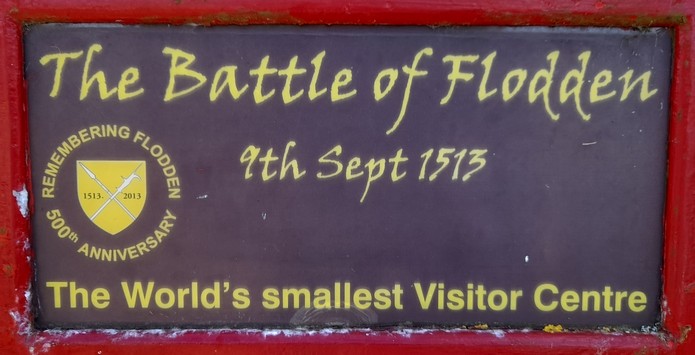 The Battle of Flodden
9th Sept 1513
REMEMBERING FLODDEN
1513 - 2013
500th ANNIVERSARY
The World's smallest Visitor Centre